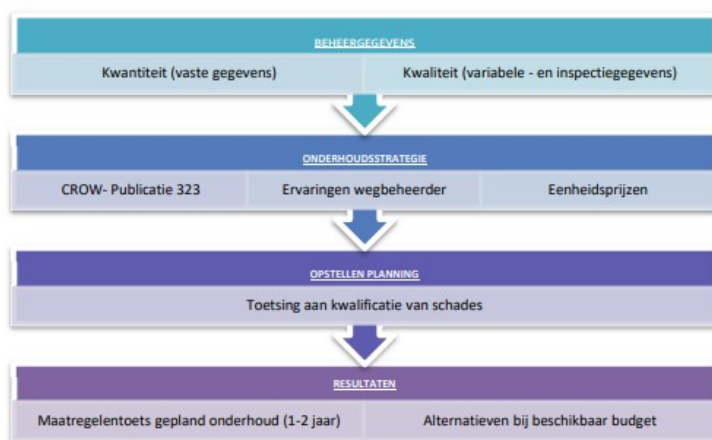 BEHEERGEGEVENS
Kwantiteit (vaste gegevens)
Kwaliteit (variabele - en inspectiegegevens)
ONDERHOUDSSTRATEGIE
CROW- Publicatie 323
Ervaringen wegbeheerder
Eenheidsprijzen
OPSTELLEN PLANNING
Toetsing aan kwalificatie van schades
RESULTATEN
Maatregelentoets gepland onderhoud (1-2 jaar)
Alternatieven bij beschikbaar budget